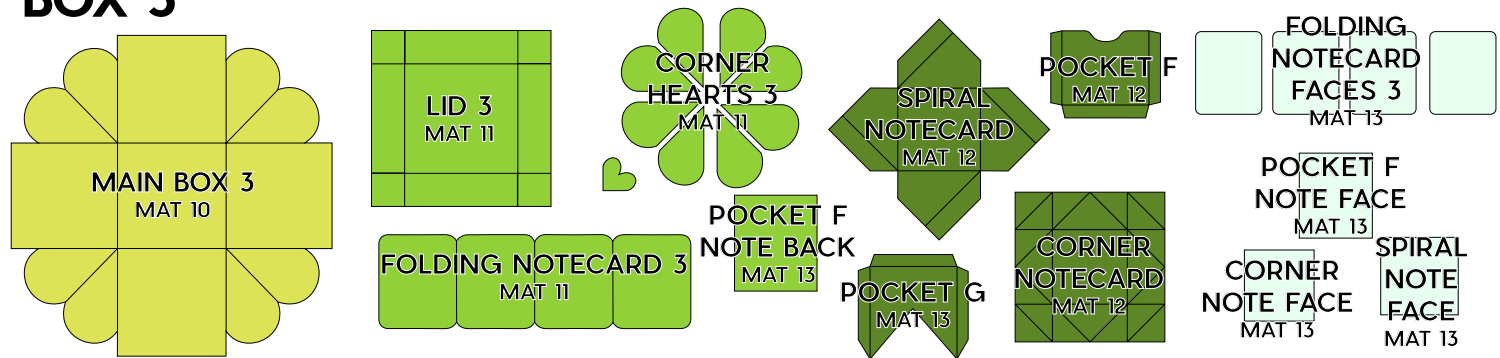 BOX 3
MAIN BOX 3
MAT 10
LID 3
MAT 11
CORNER
HEARTS 3
MAT 11
FOLDING NOTECARD 3
MAT 11
POCKET F
NOTE BACK
MAT 13
SPIRAL
NOTECARD
MAT 12
POCKET F
MAT 12
POCKET G
MAT 13
CORNER
NOTECARD
MAT 12
FOLDING
NOTECARD
FACES 3
MAT 13
POCKET F
NOTE FACE
MAT 13
CORNER
NOTE FACE
MAT 13
SPIRAL
NOTE
FACE
MAT 13